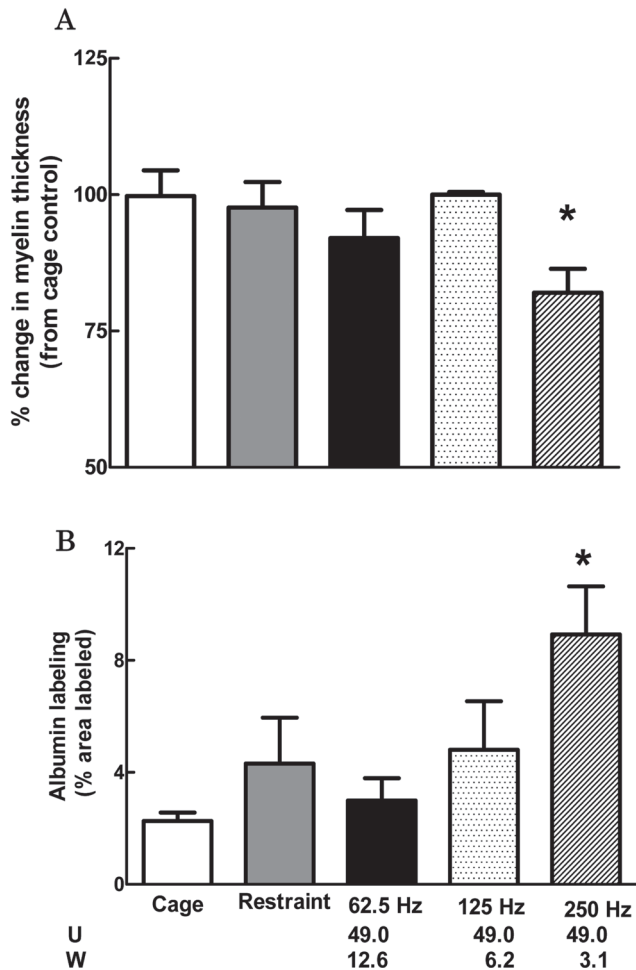 A
125
100
75
50
% change in myelin thickness
(from cage control)
*
B
12
8
4
0
Albumin labeling
(% area labeled)
*
Cage Restraint 62.5 Hz 125 Hz 250 Hz
U 49.0 49.0 49.0
W 12.6 6.2 3.1